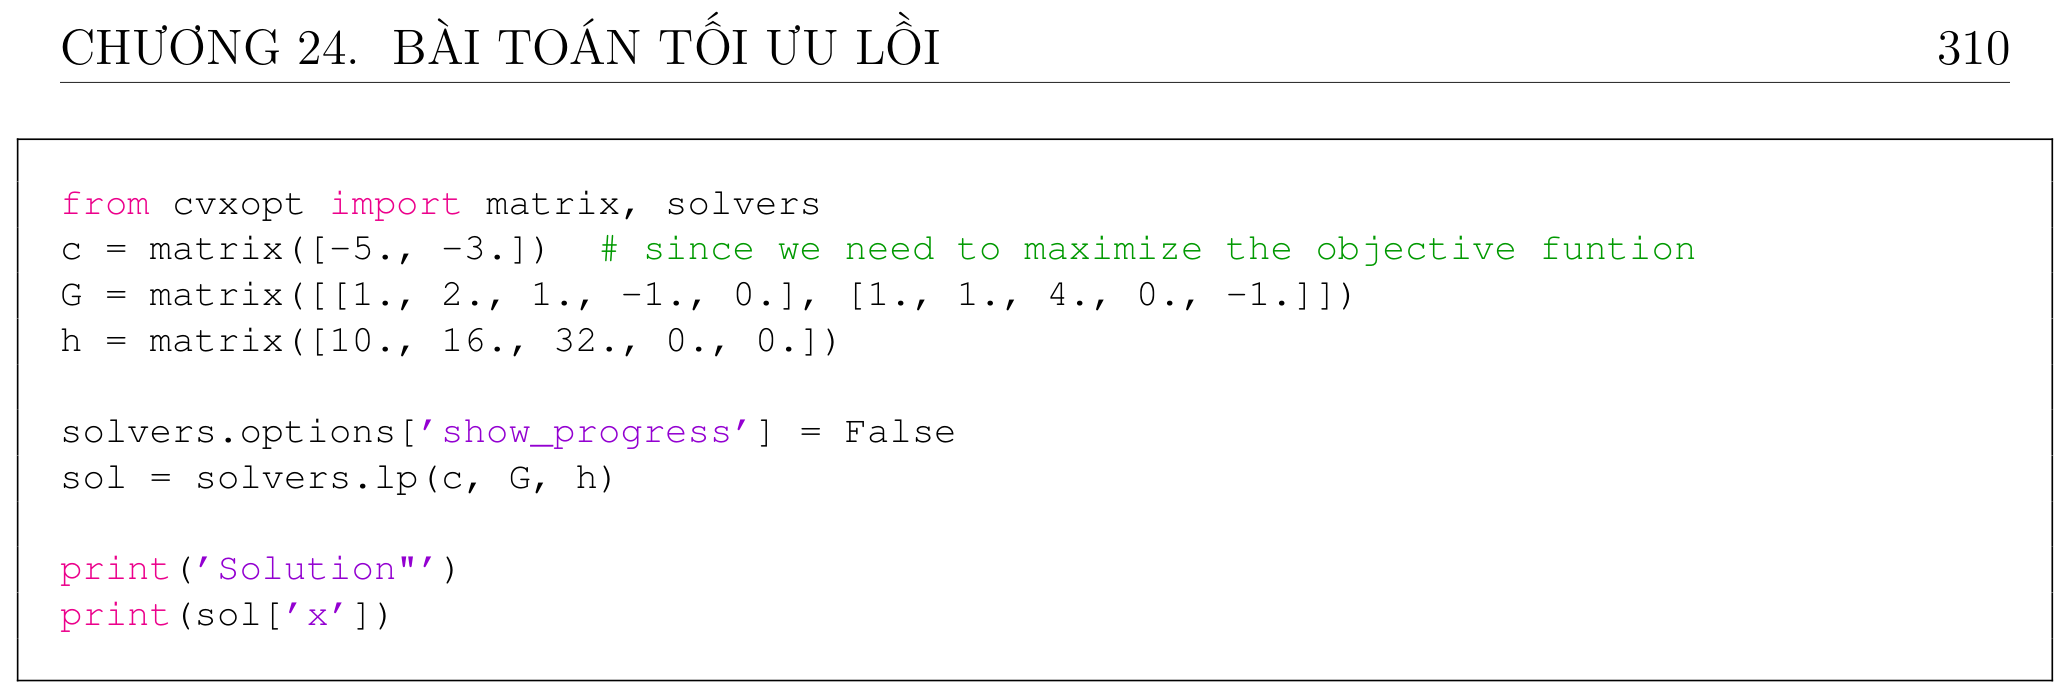 CHƯƠNG 24. BÀI TOÁN TỐI ƯU LỒI 310
from cvxopt import matrix, solvers
c = matrix([-5., -3.]) # since we need to maximize the objective funtion
G = matrix([[1., 2., 1., -1., 0.], [1., 1., 4., 0., -1.]])
h = matrix([10., 16., 32., 0., 0.])
solvers.options['show_progress'] = False
sol = solvers.lp(c, G, h)
print('Solution"')
print(sol['x'])